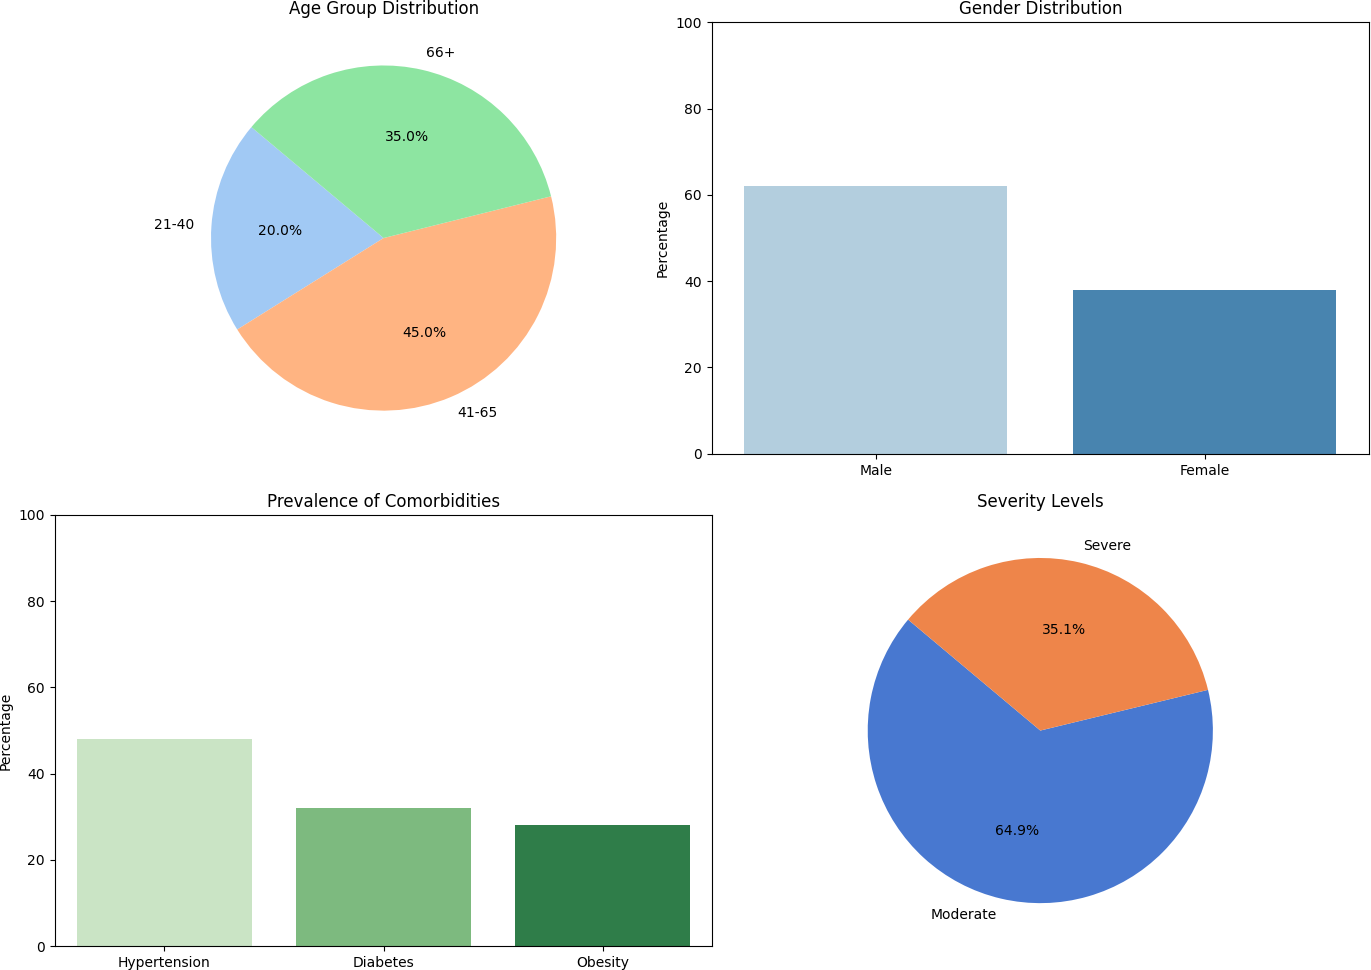 Age Group Distribution
66+
35.0%
21-40
20.0%
45.0%
41-65
Gender Distribution
100
80
60
40
20
0
Percentage
Male
Female
Prevalence of Comorbidities
100
80
60
40
20
0
Percentage
Hypertension
Diabetes
Obesity
Severity Levels
Severe
35.1%
64.9%
Moderate